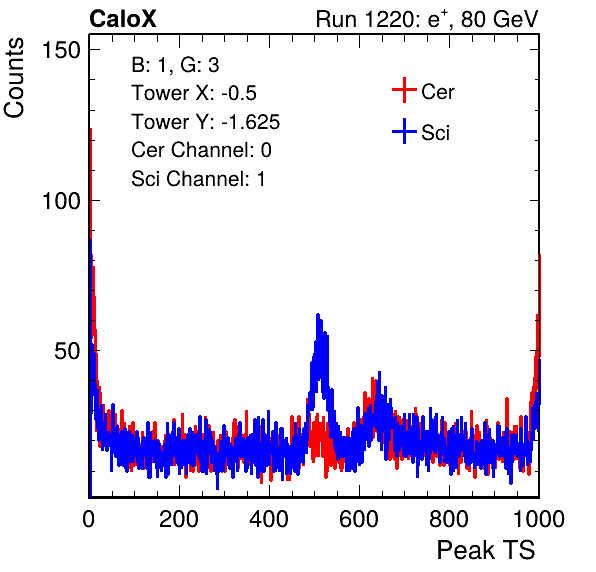 CaloX Run 1220: e⁺, 80 GeV
Counts
150
100
50
B: 1, G: 3
Tower X: -0.5
Tower Y: -1.625
Cer Channel: 0
Sci Channel: 1
Cer
Sci
0 200 400 600 800 1000
Peak TS